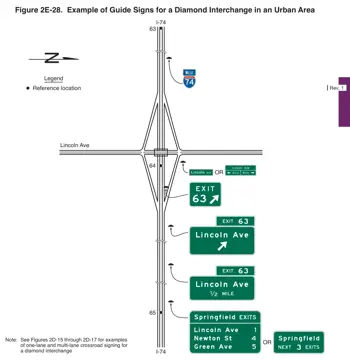 Figure 2E-28. Example of Guide Signs for a Diamond Interchange in an Urban Area
I-74
63
N
Legend
Reference location
74
Rev. 1
Lincoln Ave
64
Lincoln Ave
OR
EXIT
63
EXIT 63
Lincoln Ave
EXIT 63
Lincoln Ave
½ MILE
65
Springfield EXITS
Lincoln Ave 1
Newton St 4
Green Ave 5
OR
Springfield
NEXT 3 EXITS
Note: See Figures 2D-15 through 2D-17 for examples
of one-lane and multi-lane crossroad signing for
a diamond interchange
I-74